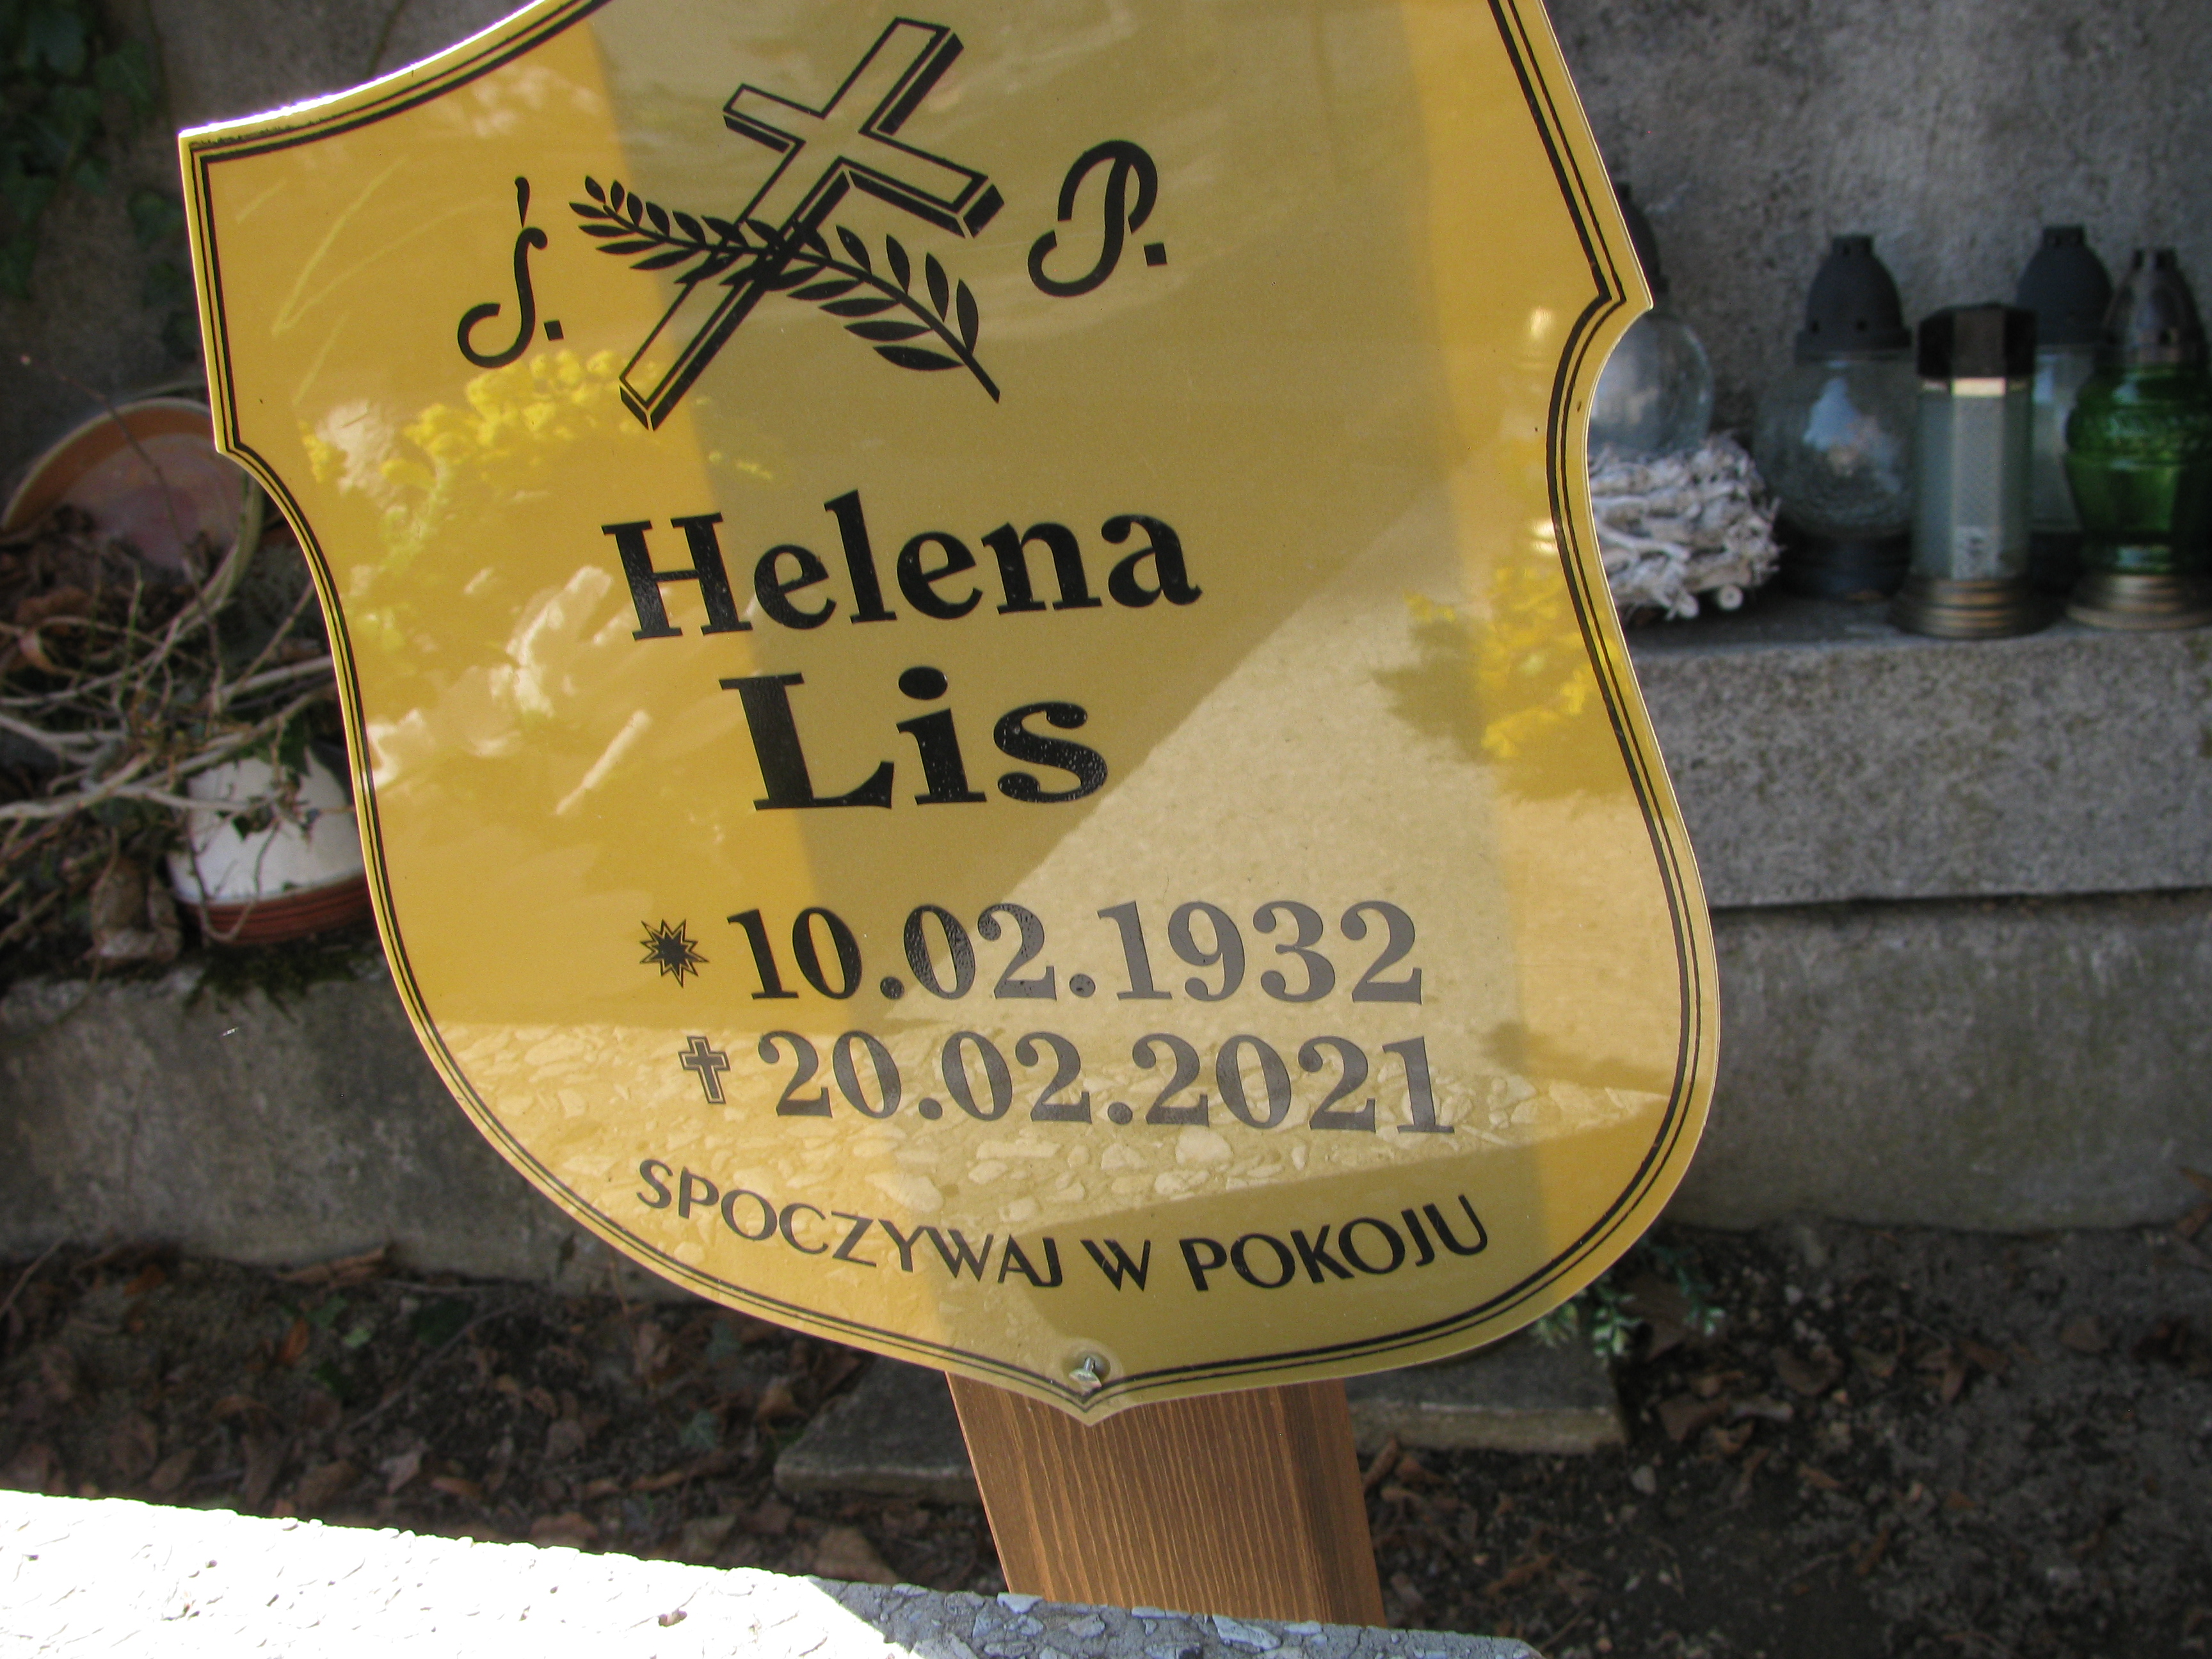 Ś. P.
Helena
Lis
10.02.1932
20.02.2021
SPOCZYWAJ W POKOJU